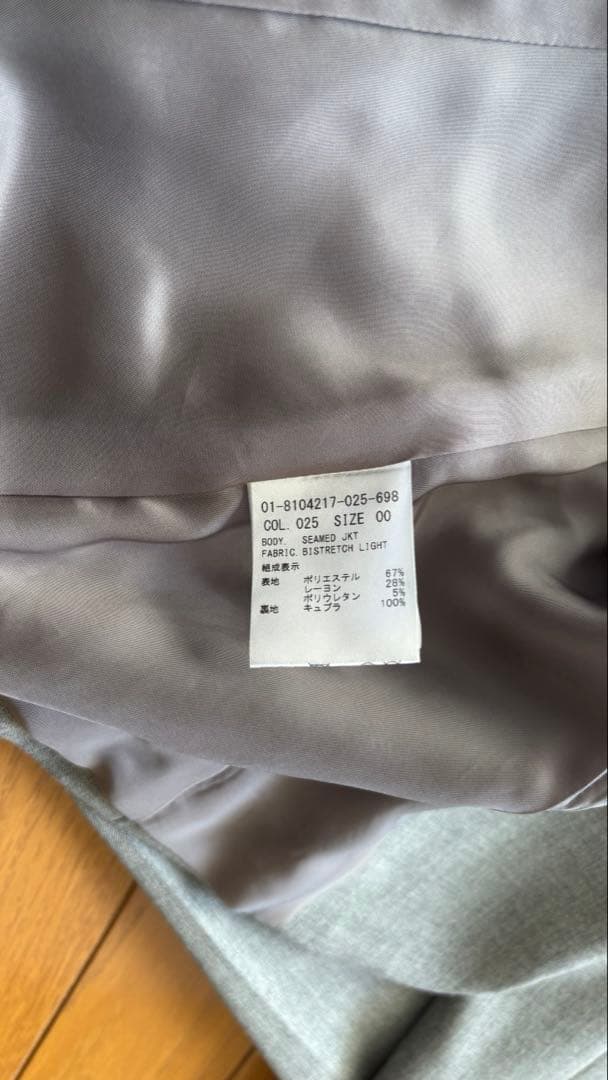 01-8104217-025-698
COL. 025 SIZE 00
BODY. SEAMED JKT
FABRIC. BISTRETCH LIGHT
組成表示
表地 ポリエステル 67%
レーヨン 28%
ポリウレタン 5%
裏地 キュプラ 100%